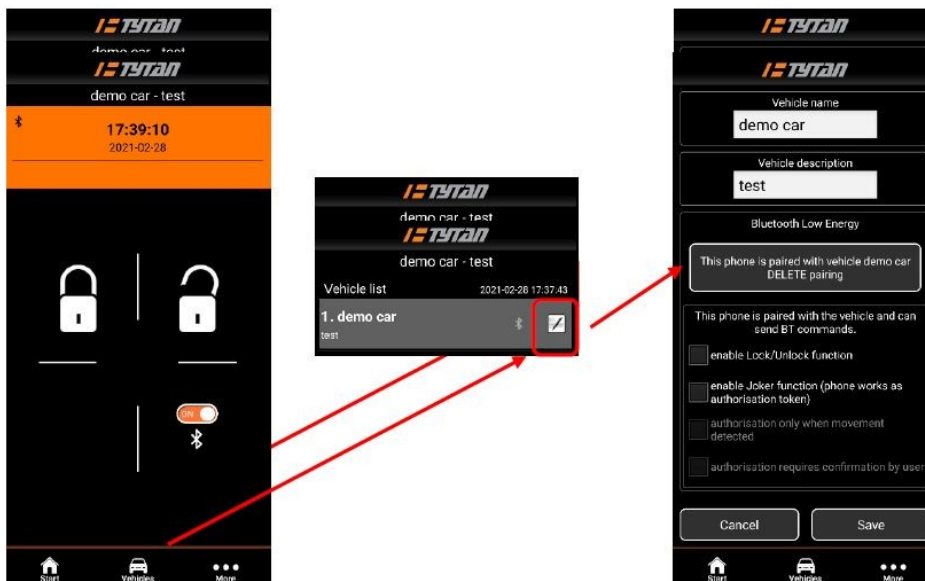 TYTAN
demo car - test
TYTAN
demo car - test
17:39:10
2021-02-28
ON
Start
Vehicles
More
TYTAN
demo car - test
TYTAN
demo car - test
Vehicle list 2021-02-28 17:37:43
1. demo car
test
TYTAN
TYTAN
Vehicle name
demo car
Vehicle description
test
Bluetooth Low Energy
This phone is paired with vehicle demo car
DELETE pairing
This phone is paired with the vehicle and can
send BT commands.
enable Lock/Unlock function
enable Joker function (phone works as
authorisation token)
authorisation only when movement
detected
authorisation requires confirmation by user
Cancel Save
Start
Vehicles
More